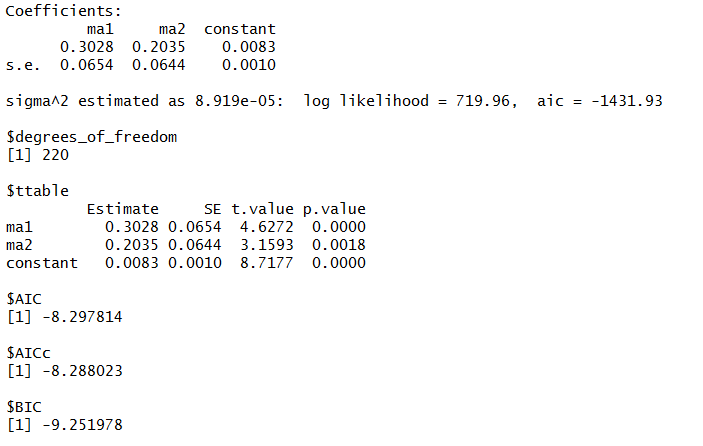 Coefficients:
ma1 ma2 constant
0.3028 0.2035 0.0083
s.e. 0.0654 0.0644 0.0010
sigma^2 estimated as 8.919e-05: log likelihood = 719.96, aic = -1431.93
$degrees_of_freedom
[1] 220
$ttable
Estimate SE t.value p.value
ma1 0.3028 0.0654 4.6272 0.0000
ma2 0.2035 0.0644 3.1593 0.0018
constant 0.0083 0.0010 8.7177 0.0000
$AIC
[1] -8.297814
$AICc
[1] -8.288023
$BIC
[1] -9.251978